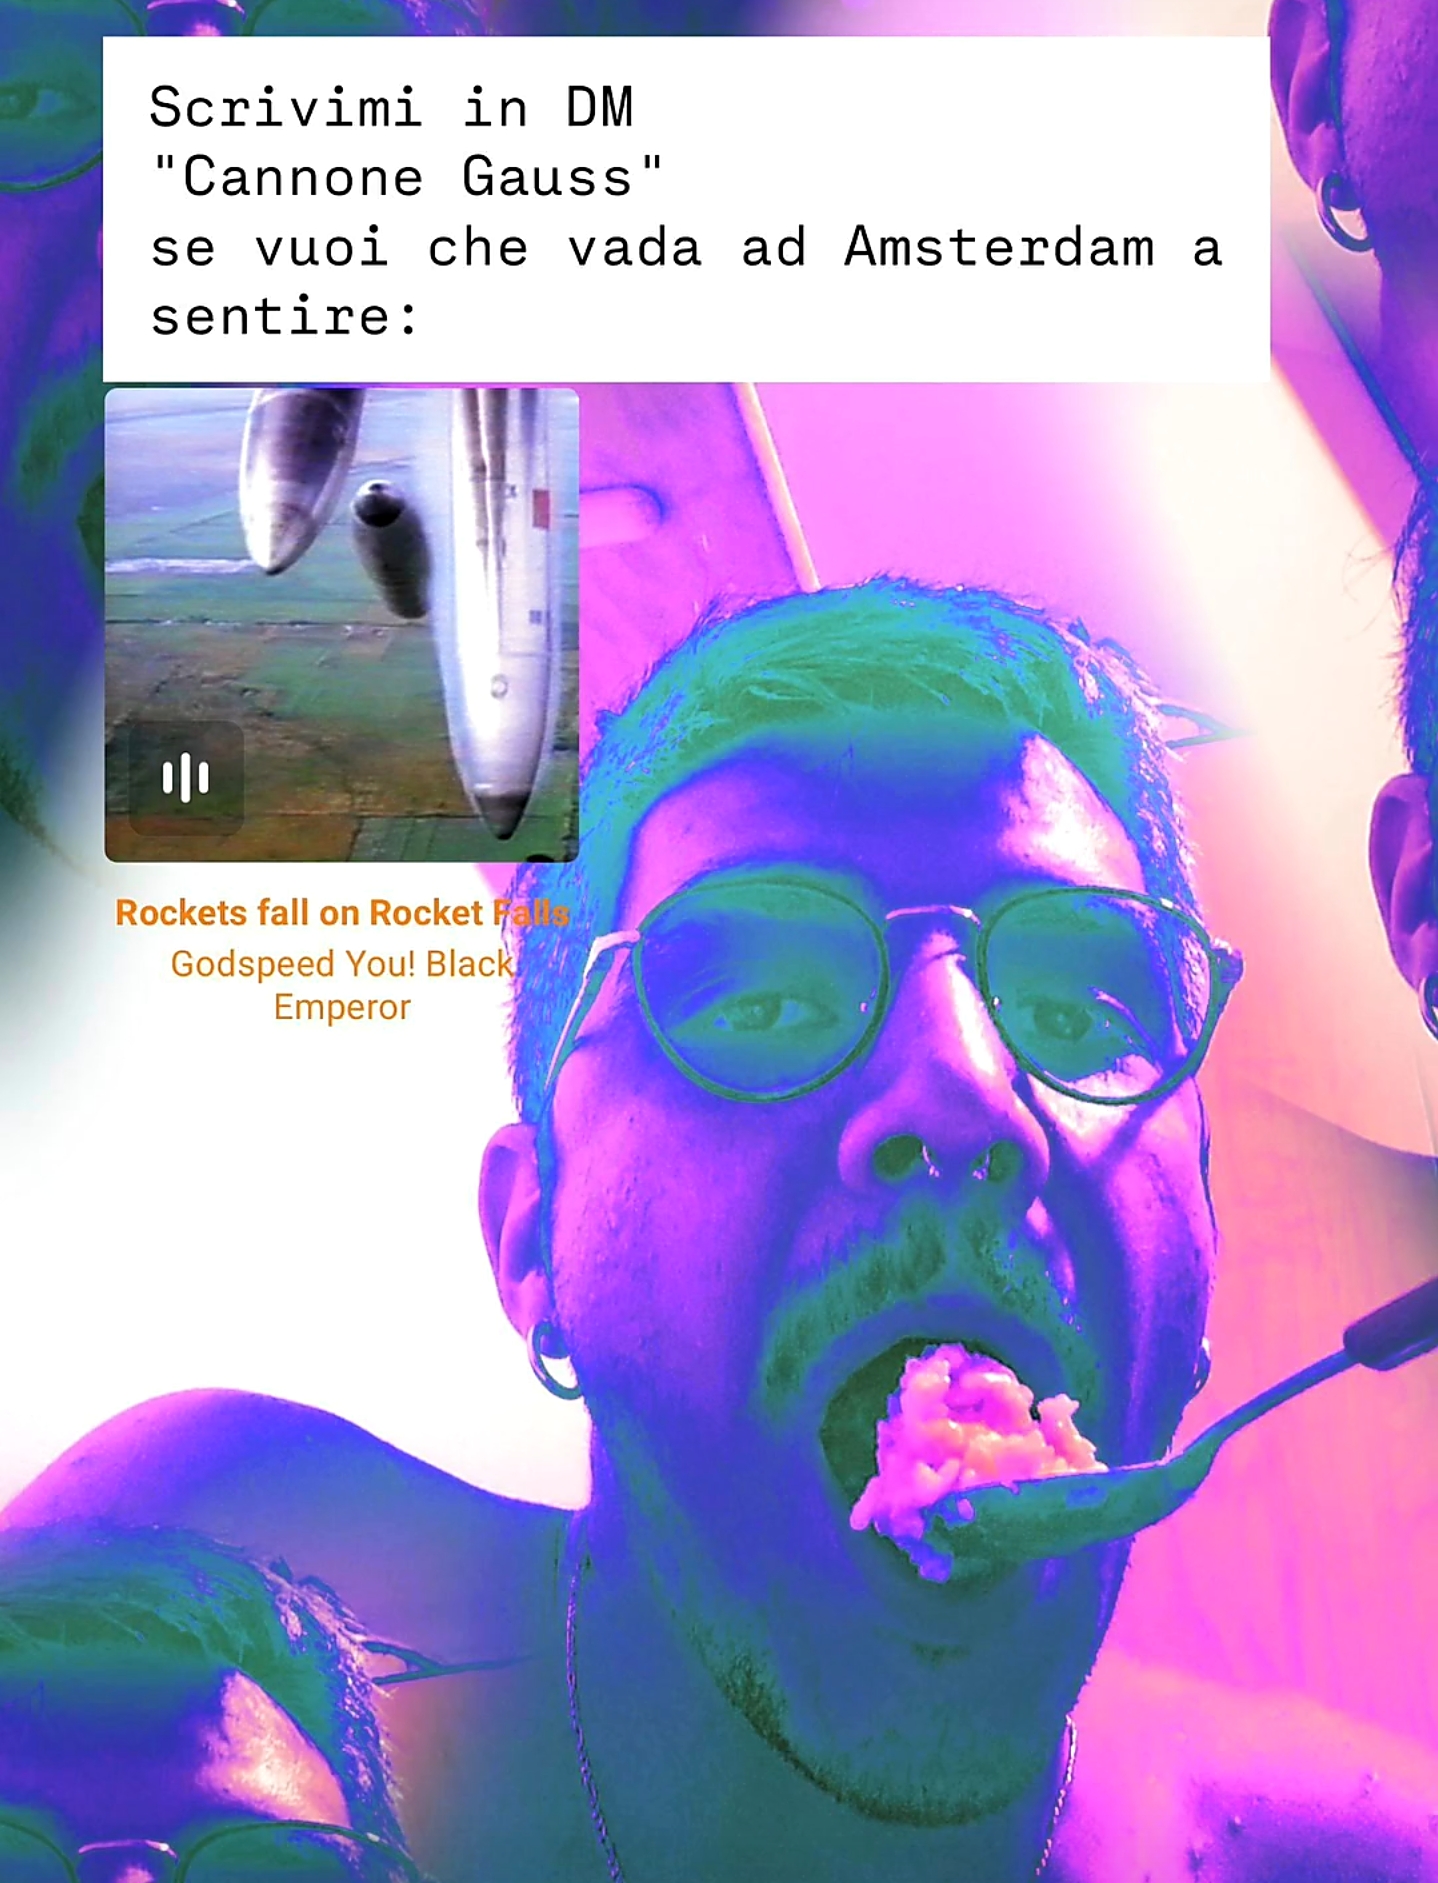 Scrivimi in DM
"Cannone Gauss"
se vuoi che vada ad Amsterdam a
sentire:
Rockets fall on Rocket Falls
Godspeed You! Black
Emperor